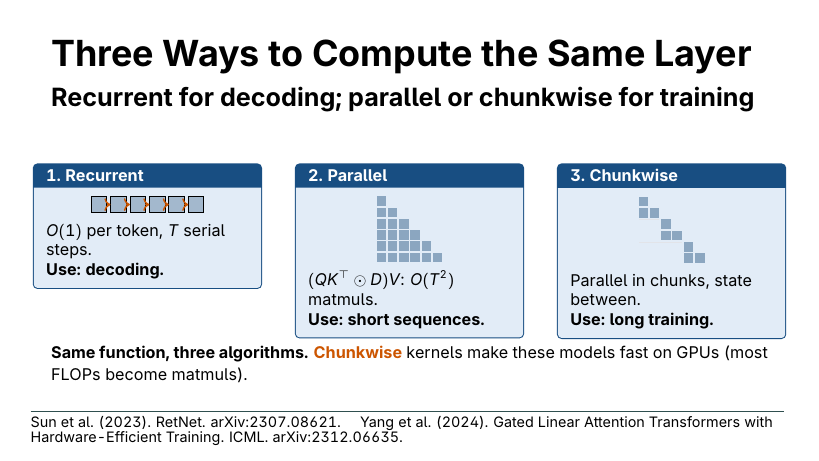 Three Ways to Compute the Same Layer
Recurrent for decoding; parallel or chunkwise for training
1. Recurrent
O(1) per token, T serial
steps.
Use: decoding.
2. Parallel
(QK⊤ ⊙ D)V: O(T²)
matmuls.
Use: short sequences.
3. Chunkwise
Parallel in chunks, state
between.
Use: long training.
Same function, three algorithms. Chunkwise kernels make these models fast on GPUs (most
FLOPs become matmuls).
Sun et al. (2023). RetNet. arXiv:2307.08621. Yang et al. (2024). Gated Linear Attention Transformers with
Hardware-Efficient Training. ICML. arXiv:2312.06635.